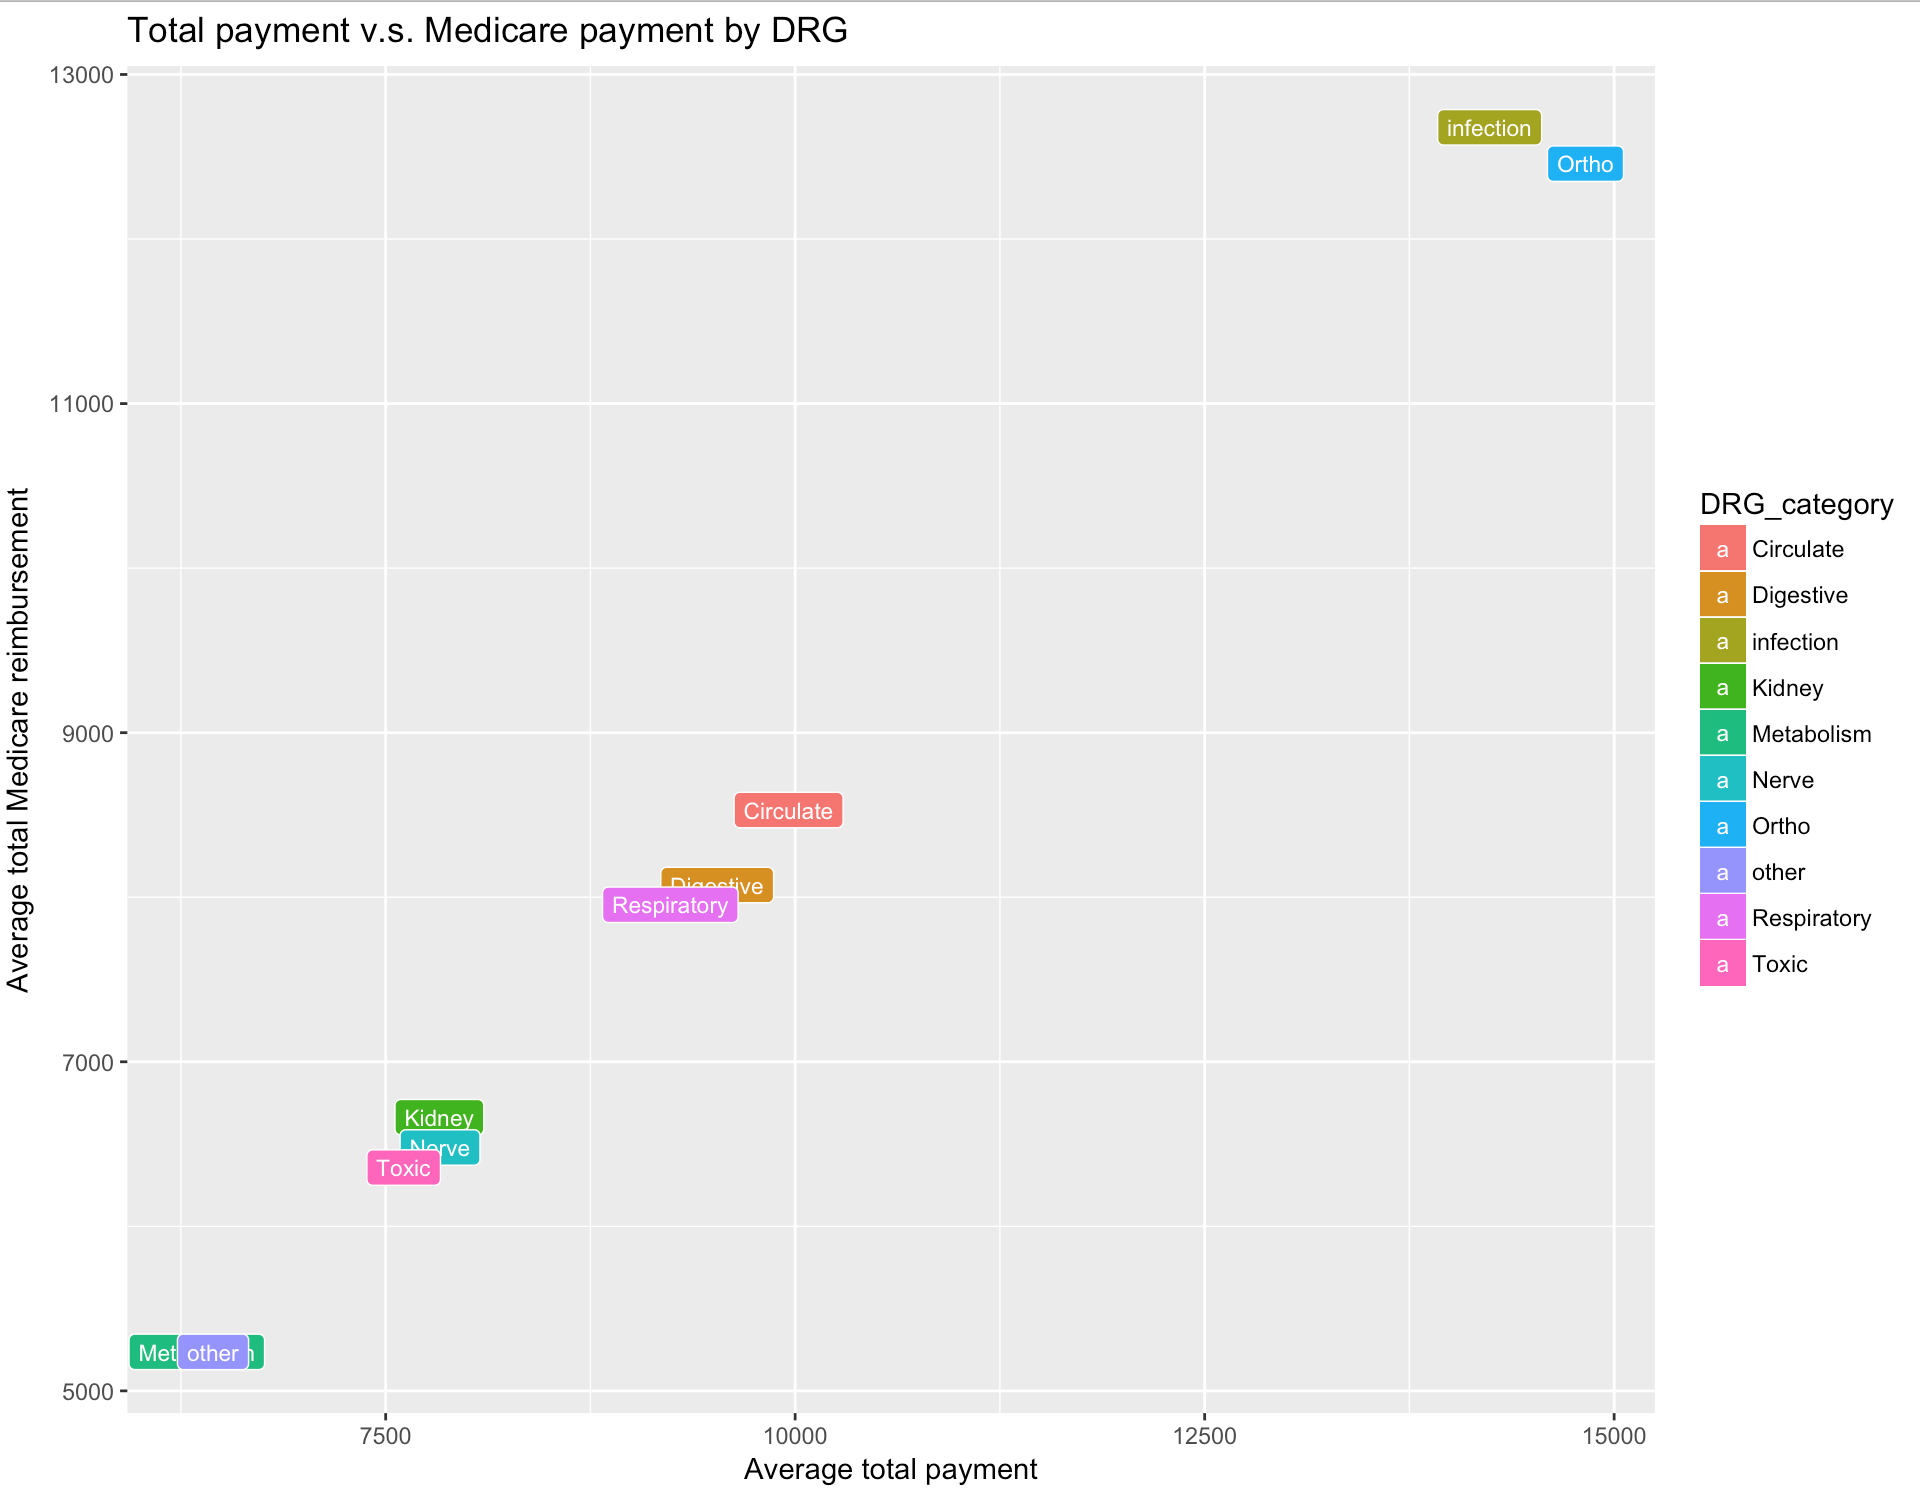 Total payment v.s. Medicare payment by DRG
13000
11000
9000
7000
5000
Average total Medicare reimbursement
infection
Ortho
Circulate
Digestive
Respiratory
Kidney
Nerve
Toxic
other
7500
10000
12500
15000
Average total payment
DRG_category
a Circulate
a Digestive
a infection
a Kidney
a Metabolism
a Nerve
a Ortho
a other
a Respiratory
a Toxic